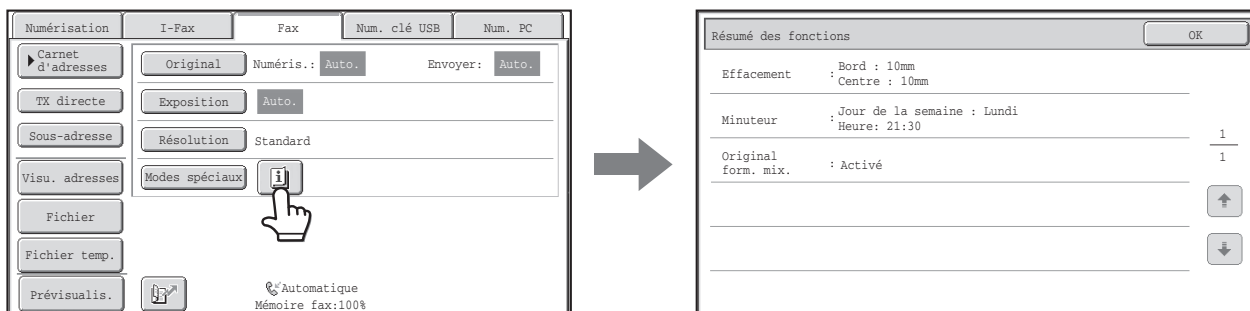 Numérisation
I-Fax
Fax
Num. clé USB
Num. PC
Carnet
d'adresses
Original
Numéris.:
Auto.
Envoyer:
Auto.
TX directe
Exposition
Auto.
Sous-adresse
Résolution
Standard
Visu. adresses
Modes spéciaux
Fichier
Fichier temp.
Prévisualis.
Automatique
Mémoire fax:100%
Résumé des fonctions
OK
Effacement
: Bord : 10mm
Centre : 10mm
Minuteur
: Jour de la semaine : Lundi
Heure: 21:30
Original
form. mix.
: Activé
1
1